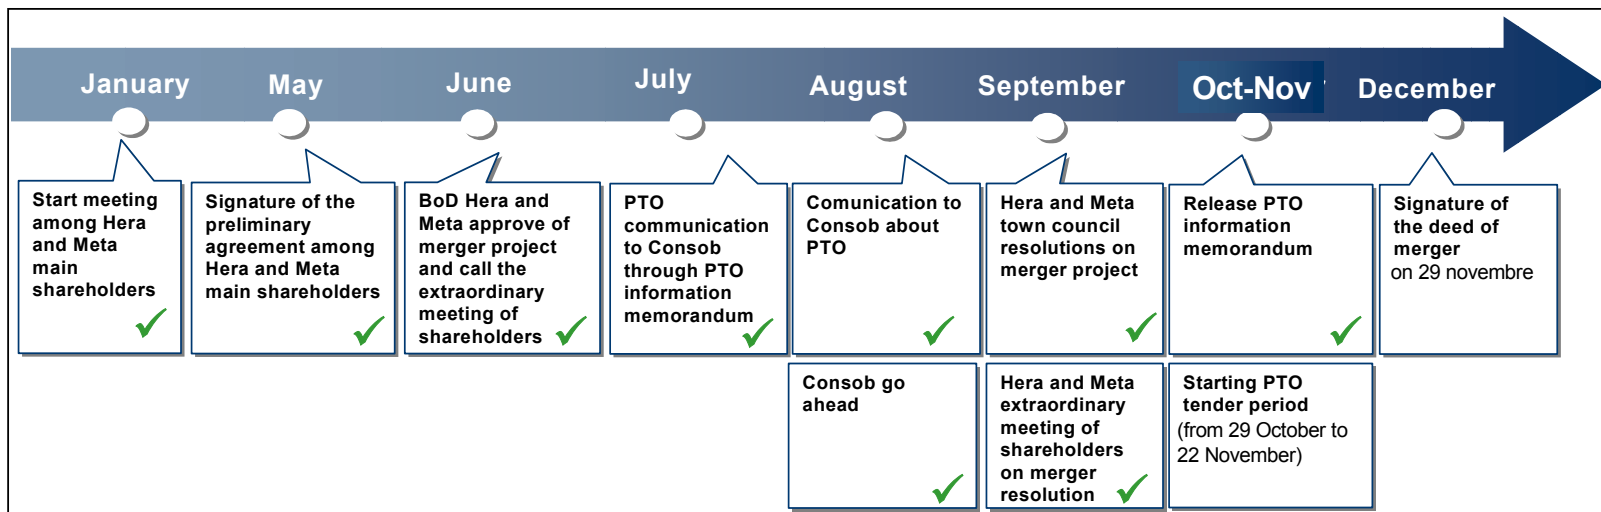 January
May
June
July
August
September
Oct-Nov
December
Start meeting
among Hera
and Meta
main
shareholders
Signature of the
preliminary
agreement among
Hera and Meta
main shareholders
BoD Hera and
Meta approve of
merger project
and call the
extraordinary
meeting of
shareholders
PTO
communication
to Consob
through PTO
information
memorandum
Comunication to
Consob about
PTO
Hera and Meta
town council
resolutions on
merger project
Release PTO
information
memorandum
Signature of
the deed of
merger
on 29 novembre
Consob go
ahead
Hera and Meta
extraordinary
meeting of
shareholders
on merger
resolution
Starting PTO
tender period
(from 29 October to
22 November)